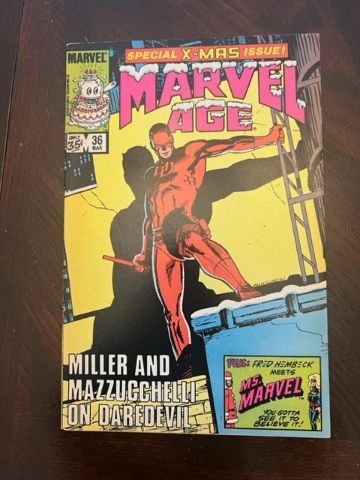 MARVEL
SPECIAL X-MAS ISSUE!
MARVEL
AGE
ONLY
35¢
36
MAR
MILLER AND
MAZZUCCHELLI
ON DAREDEVIL
PLUS: FRED HEMBECK
MEETS
MS.
MARVEL
YOU GOTTA
SEE IT TO
BELIEVE IT!